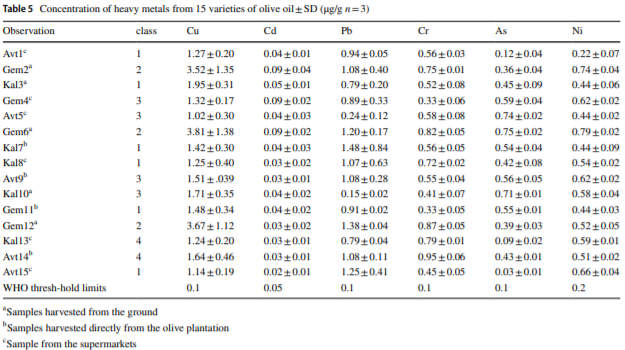 Table 5 Concentration of heavy metals from 15 varieties of olive oil ± SD (μg/g n = 3)
Observation class Cu Cd Pb Cr As Ni
Avt1c 1 1.27 ± 0.20 0.04 ± 0.01 0.94 ± 0.05 0.56 ± 0.03 0.12 ± 0.04 0.22 ± 0.07
Gem2a 2 3.52 ± 1.35 0.09 ± 0.04 1.08 ± 0.40 0.75 ± 0.01 0.36 ± 0.04 0.74 ± 0.04
Kal3a 1 1.95 ± 0.31 0.05 ± 0.01 0.79 ± 0.20 0.52 ± 0.08 0.45 ± 0.09 0.44 ± 0.06
Gem4c 3 1.32 ± 0.17 0.09 ± 0.02 0.89 ± 0.33 0.33 ± 0.06 0.59 ± 0.04 0.62 ± 0.04
Avt5c 3 1.02 ± 0.30 0.04 ± 0.03 0.24 ± 0.12 0.58 ± 0.08 0.74 ± 0.02 0.44 ± 0.02
Gem6a 2 3.81 ± 1.38 0.09 ± 0.02 1.20 ± 0.17 0.82 ± 0.05 0.75 ± 0.02 0.79 ± 0.02
Kal7b 1 1.42 ± 0.30 0.04 ± 0.03 1.48 ± 0.84 0.56 ± 0.05 0.54 ± 0.04 0.44 ± 0.09
Kal8c 1 1.25 ± 0.40 0.03 ± 0.02 1.07 ± 0.63 0.72 ± 0.02 0.42 ± 0.08 0.54 ± 0.02
Avt9b 3 1.51 ± .039 0.03 ± 0.01 1.08 ± 0.28 0.55 ± 0.04 0.56 ± 0.05 0.62 ± 0.02
Kal10a 3 1.71 ± 0.35 0.04 ± 0.02 0.15 ± 0.02 0.41 ± 0.07 0.71 ± 0.01 0.58 ± 0.04
Gem11b 1 1.48 ± 0.34 0.04 ± 0.02 0.91 ± 0.02 0.33 ± 0.05 0.55 ± 0.01 0.44 ± 0.03
Gem12a 2 3.67 ± 1.12 0.03 ± 0.02 1.38 ± 0.04 0.87 ± 0.05 0.39 ± 0.03 0.52 ± 0.05
Kal13c 4 1.24 ± 0.20 0.03 ± 0.01 0.79 ± 0.04 0.79 ± 0.01 0.09 ± 0.02 0.59 ± 0.01
Avt14b 4 1.64 ± 0.46 0.03 ± 0.01 1.08 ± 0.11 0.95 ± 0.06 0.43 ± 0.01 0.51 ± 0.02
Avt15c 1 1.14 ± 0.19 0.02 ± 0.01 1.25 ± 0.41 0.45 ± 0.05 0.03 ± 0.01 0.66 ± 0.04
WHO thresh-hold limits 0.1 0.05 0.1 0.1 0.1 0.2
aSamples harvested from the ground
bSamples harvested directly from the olive plantation
cSample from the supermarkets